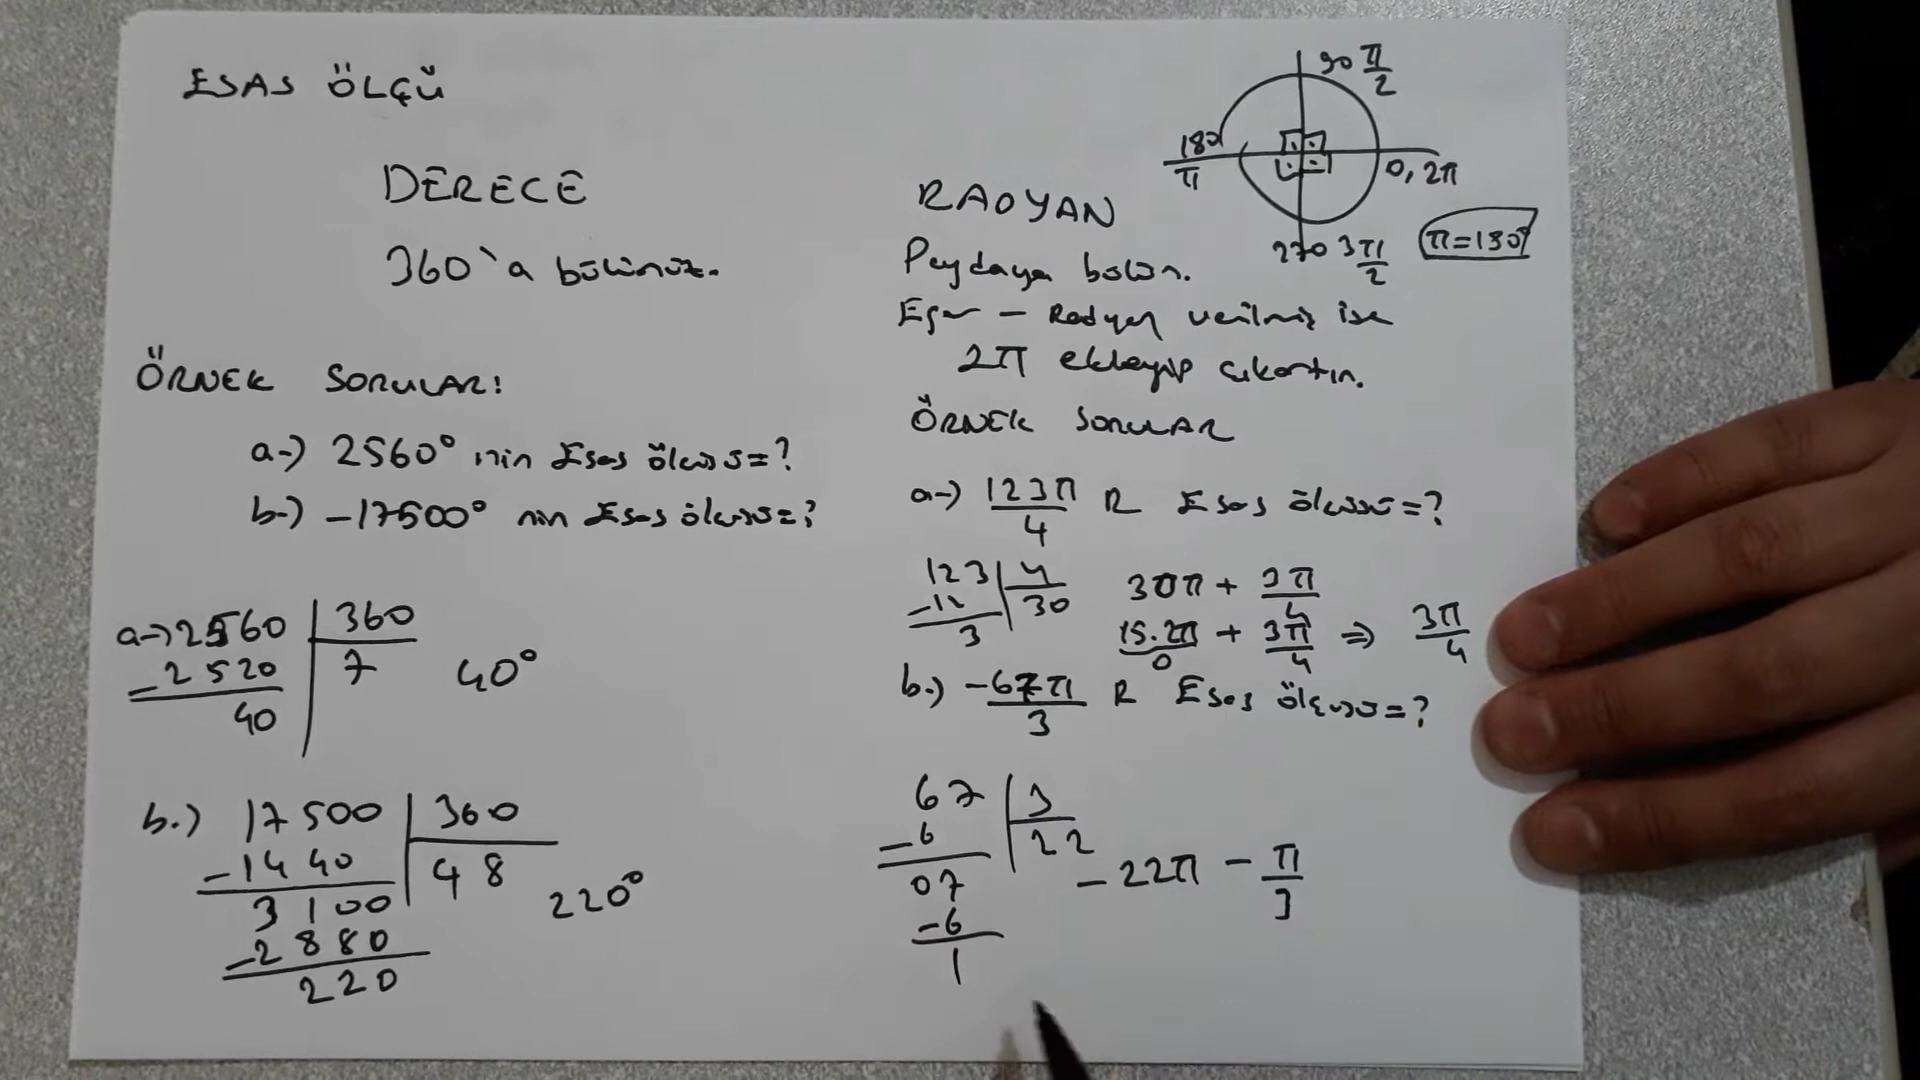 ESAS ÖLÇÜ
DERECE
360'a bölünüz.
ÖRNEK SORULAR:
a-) 2560° nin Esas ölçüsü=?
b-) -17500° nin Esas ölçüsü=?
a-) 2560 | 360
-2520 | 7
40
40°
b.) 17500 | 360
-1440 | 48
3100
-2880
220
220°
90 π/2
180 π
0, 2π
270 3π/2
π=180°
RADYAN
Paydaya bölün.
Eğer - Radyan verilmiş ise
2π ekleyip çıkartın.
ÖRNEK SORULAR
a-) 123π/4 R Esas ölçüsü=?
123 | 4
-12 | 30
3
30π + 3π/4
15.2π/0 + 3π/4 ⇒ 3π/4
b.) -67π/3 R Esas ölçüsü=?
67 | 3
-6 | 22
07
-6
1
-22π - π/3